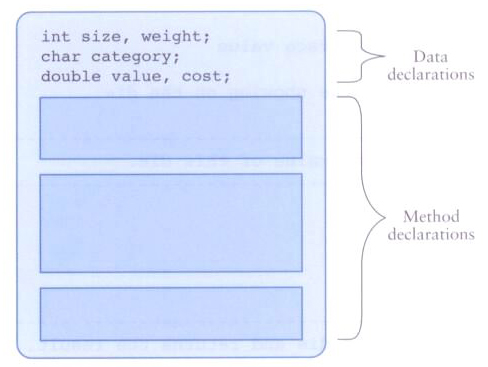 int size, weight;
char category;
double value, cost;
Data
declarations
Method
declarations